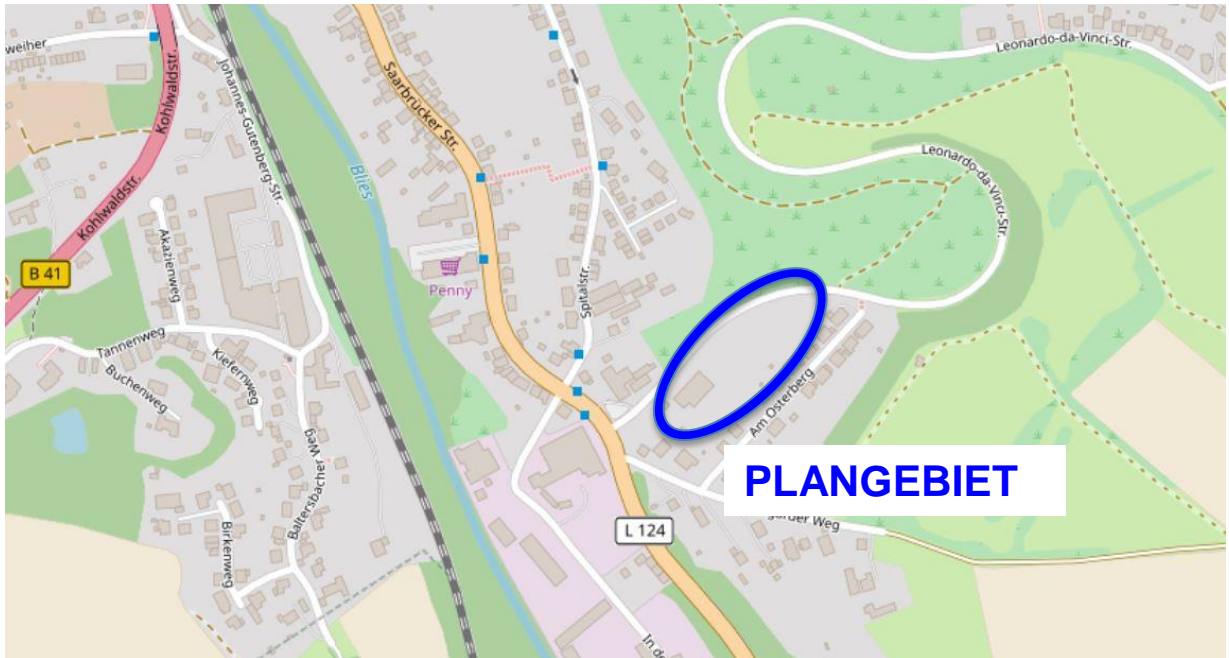 weiher
Kohlwaldstr.
Johannes-Gutenberg-Str.
Saarbrücker Str.
Leonardo-da-Vinci-Str.
Blies
Leonardo-da-Vinci-Str.
Kohlwaldstr.
Akazienweg
B 41
Penny
Spitalstr.
Tannenweg
Kiefernweg
Buchenweg
Am Osterberg
Baltersbacher Weg
PLANGEBIET
Birkenweg
L 124
Weg
In de